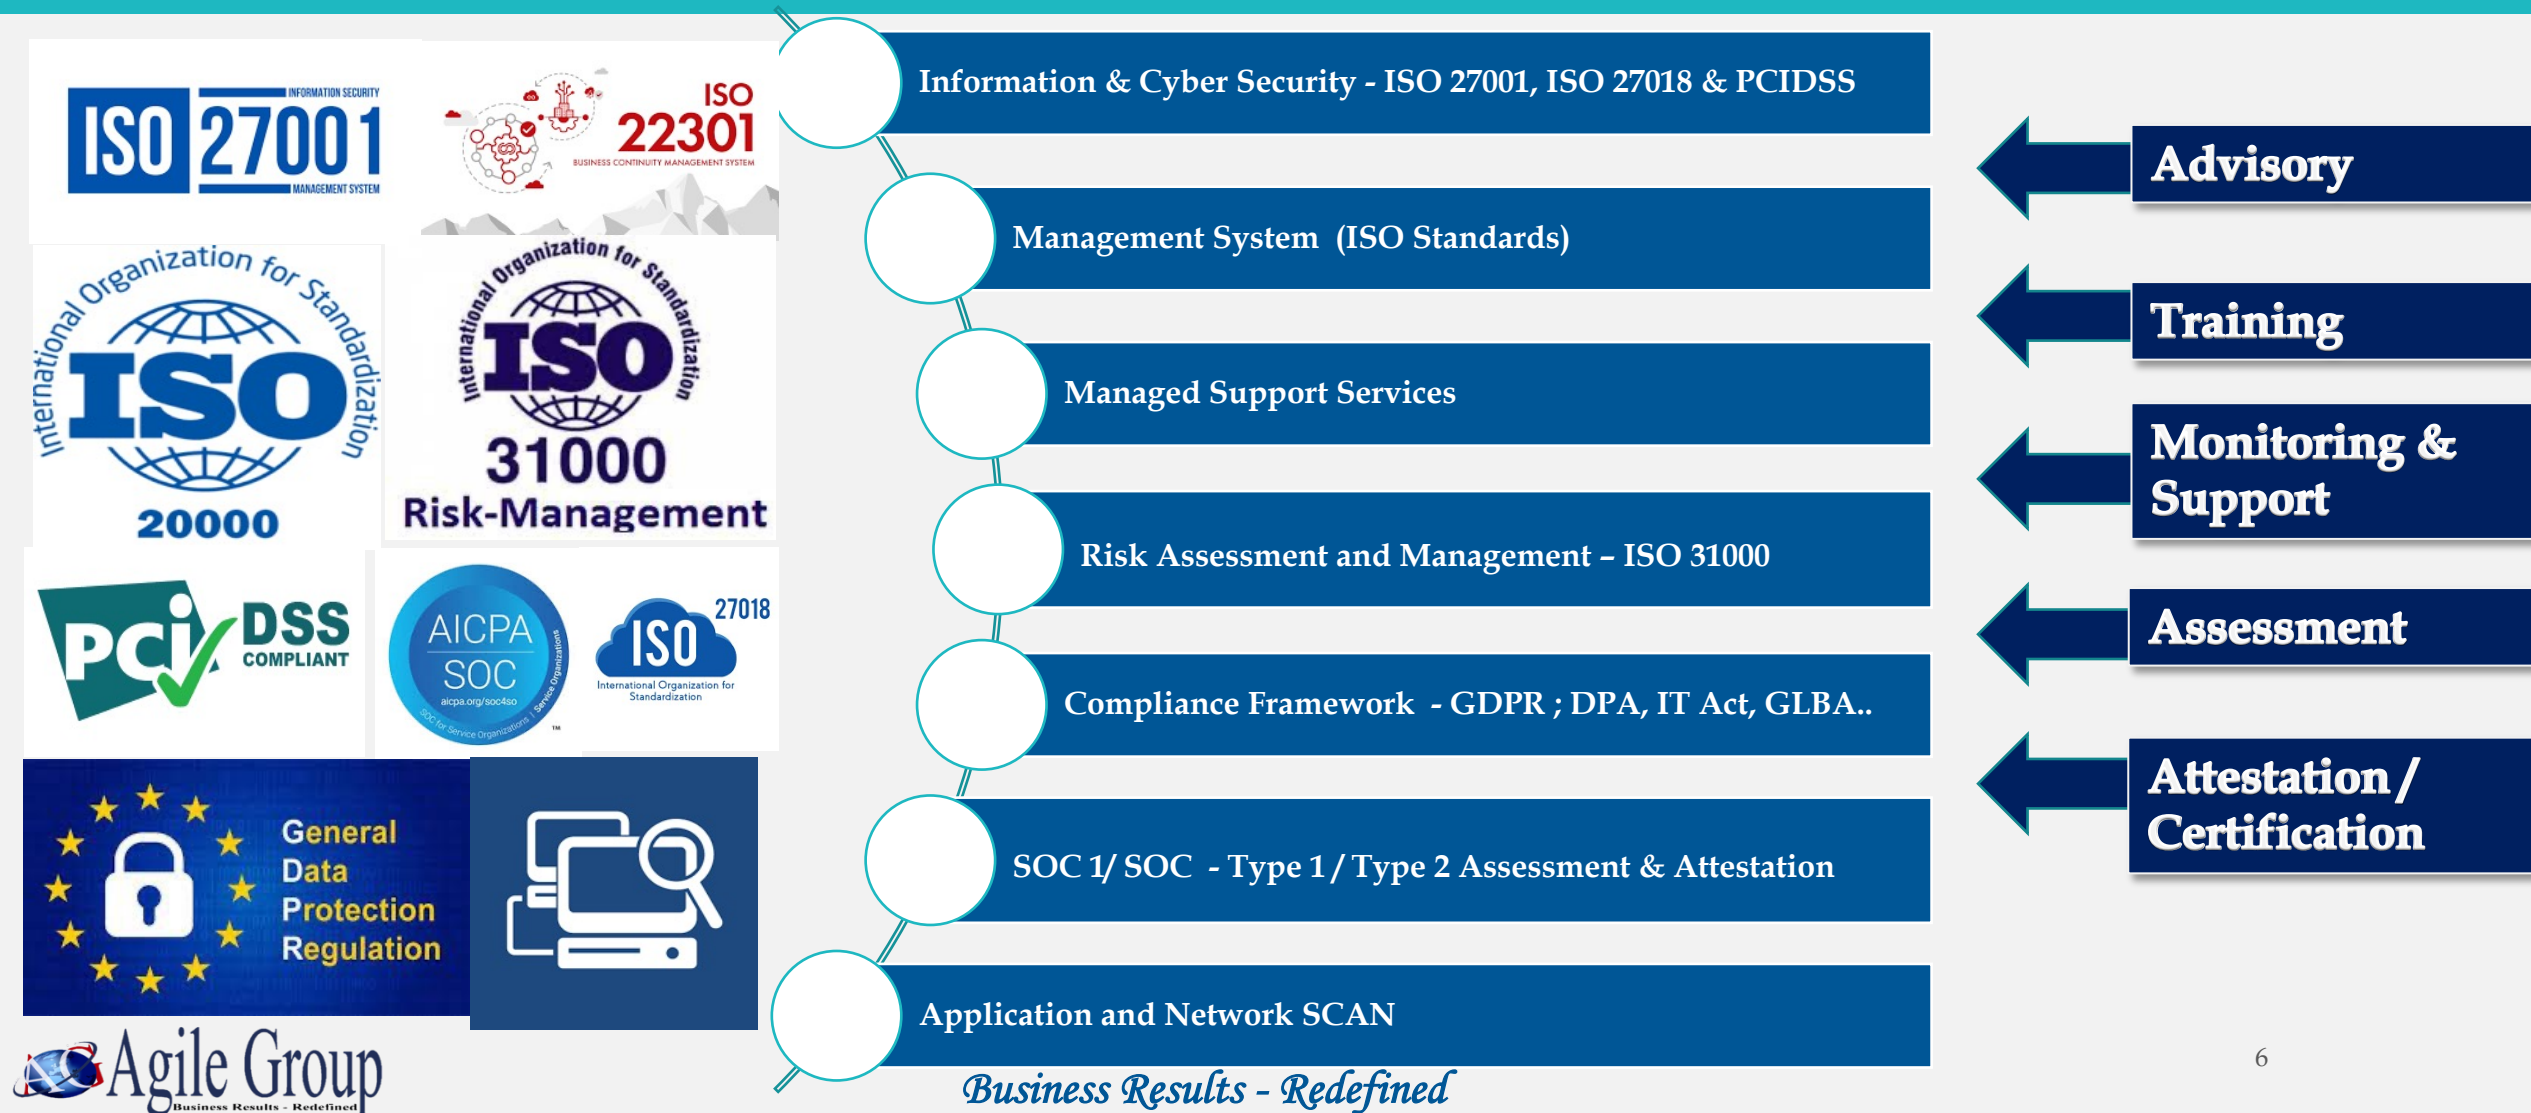 INFORMATION SECURITY
ISO 27001
MANAGEMENT SYSTEM
ISO
22301
BUSINESS CONTINUITY MANAGEMENT SYSTEM
International Organization for Standardization
ISO
20000
International Organization for Standardization
ISO
31000
Risk-Management
PCI DSS
COMPLIANT
AICPA
SOC
aicpa.org/soc4so
SOC for Service Organizations | Service Organizations
TM
27018
ISO
International Organization for
Standardization
General
Data
Protection
Regulation
Agile Group
Business Results - Redefined
Information & Cyber Security - ISO 27001, ISO 27018 & PCIDSS
Management System (ISO Standards)
Managed Support Services
Risk Assessment and Management – ISO 31000
Compliance Framework - GDPR ; DPA, IT Act, GLBA..
SOC 1/ SOC - Type 1 / Type 2 Assessment & Attestation
Application and Network SCAN
Advisory
Training
Monitoring &
Support
Assessment
Attestation /
Certification
Business Results - Redefined
6